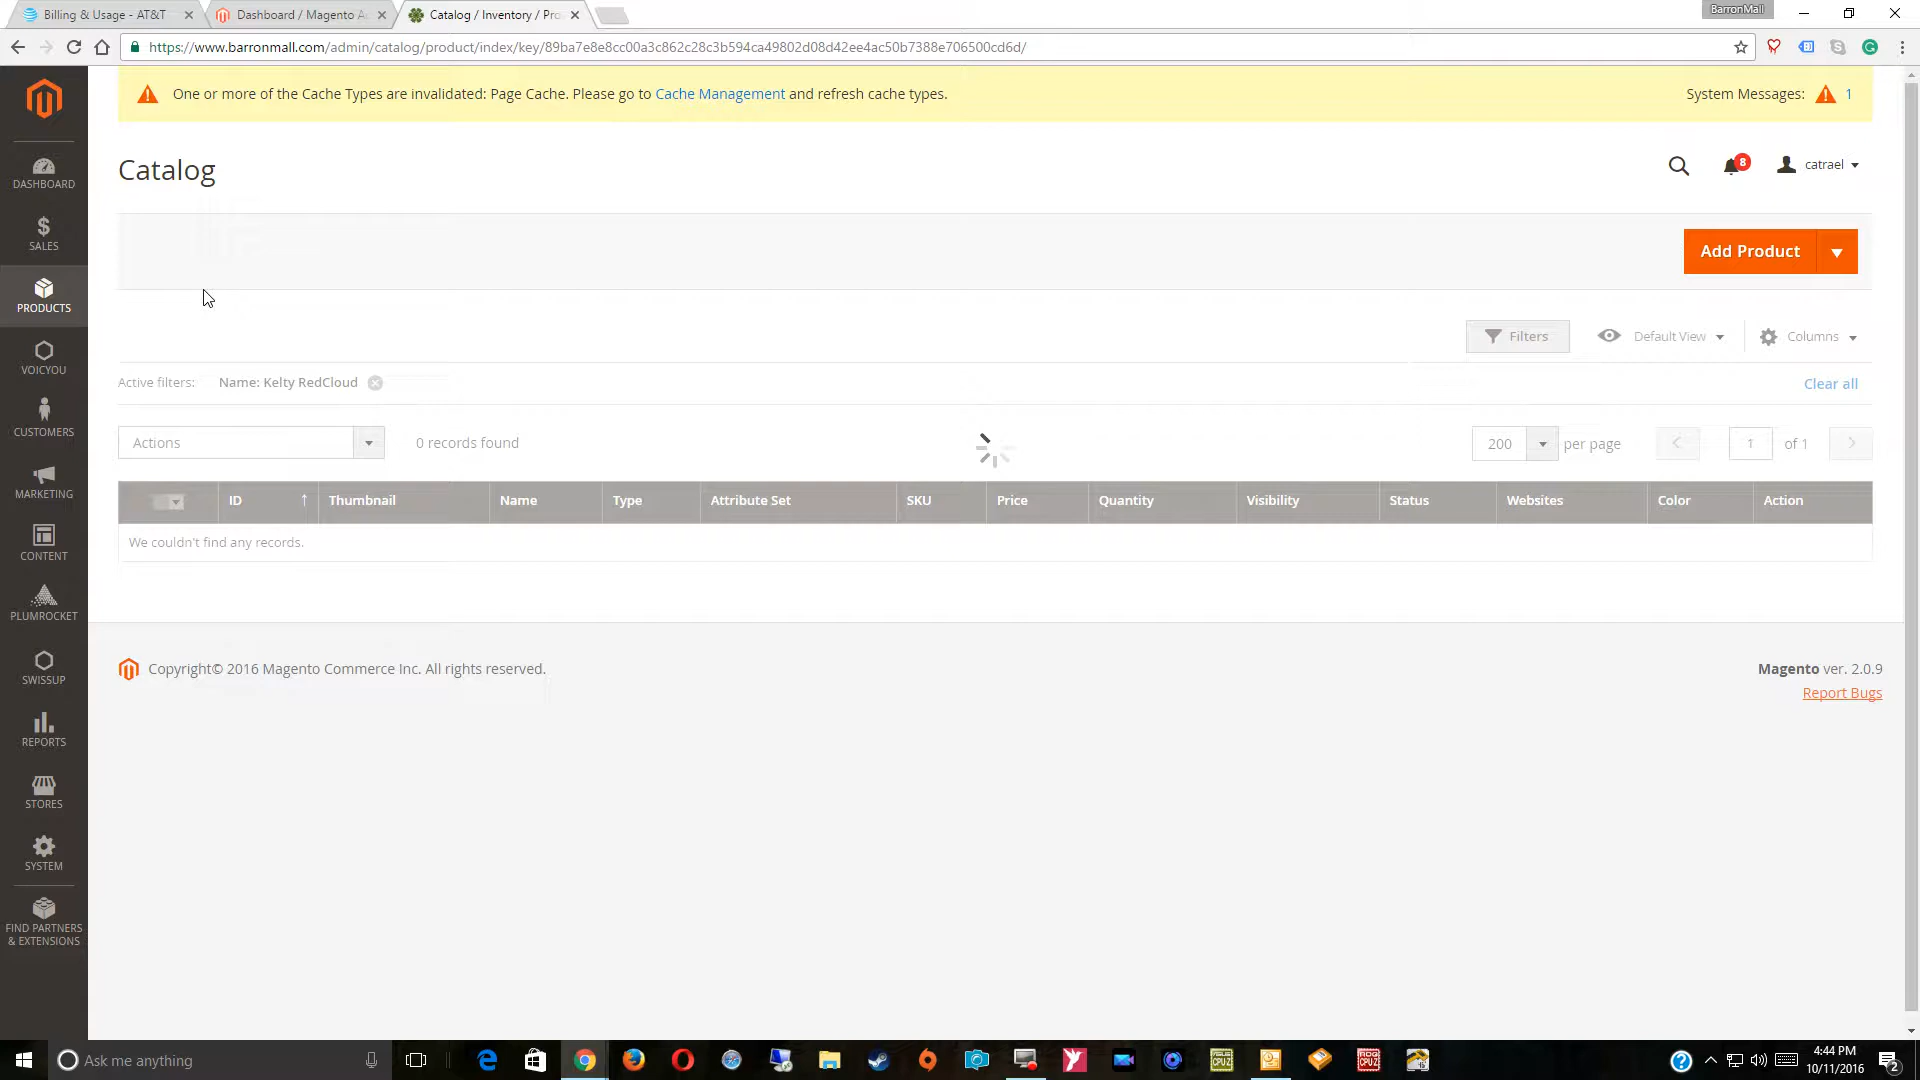 Billing & Usage - AT&T
Dashboard / Magento A
Catalog / Inventory / Pro
BarronMall
https://www.barronmall.com/admin/catalog/product/index/key/89ba7e8e8cc00a3c862c28c3b594ca49802d08d42ee4ac50b7388e706500cd6d/
One or more of the Cache Types are invalidated: Page Cache. Please go to Cache Management and refresh cache types.
System Messages: 1
Catalog
8
catrael
Add Product
Filters
Default View
Columns
Active filters: Name: Kelty RedCloud
Clear all
Actions
0 records found
200 per page
1 of 1
ID Thumbnail Name Type Attribute Set SKU Price Quantity Visibility Status Websites Color Action
We couldn't find any records.
Copyright© 2016 Magento Commerce Inc. All rights reserved.
Magento ver. 2.0.9
Report Bugs
DASHBOARD
SALES
PRODUCTS
VOICYOU
CUSTOMERS
MARKETING
CONTENT
PLUMROCKET
SWISSUP
REPORTS
STORES
SYSTEM
FIND PARTNERS
& EXTENSIONS
Ask me anything
4:44 PM
10/11/2016
2